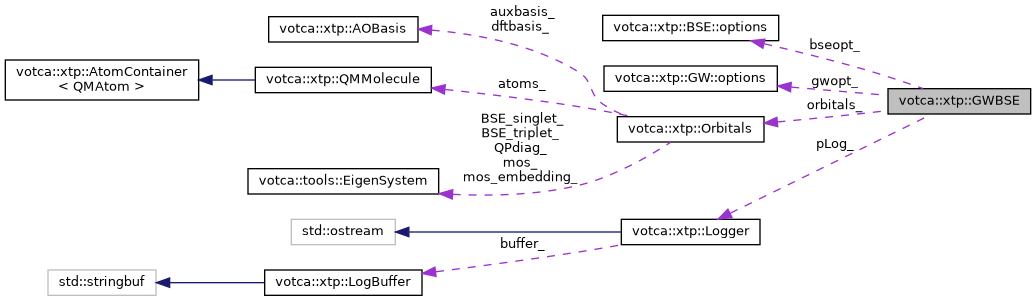 auxbasis_
dftbasis_
votca::xtp::AOBasis
votca::xtp::BSE::options
bseopt_
votca::xtp::AtomContainer
< QMAtom >
votca::xtp::QMMolecule
atoms_
votca::xtp::GW::options
gwopt_
orbitals_
votca::xtp::GWBSE
BSE_singlet_
BSE_triplet_
QPdiag_
mos_
mos_embedding_
votca::xtp::Orbitals
pLog_
votca::tools::EigenSystem
std::ostream
votca::xtp::Logger
buffer_
std::stringbuf
votca::xtp::LogBuffer